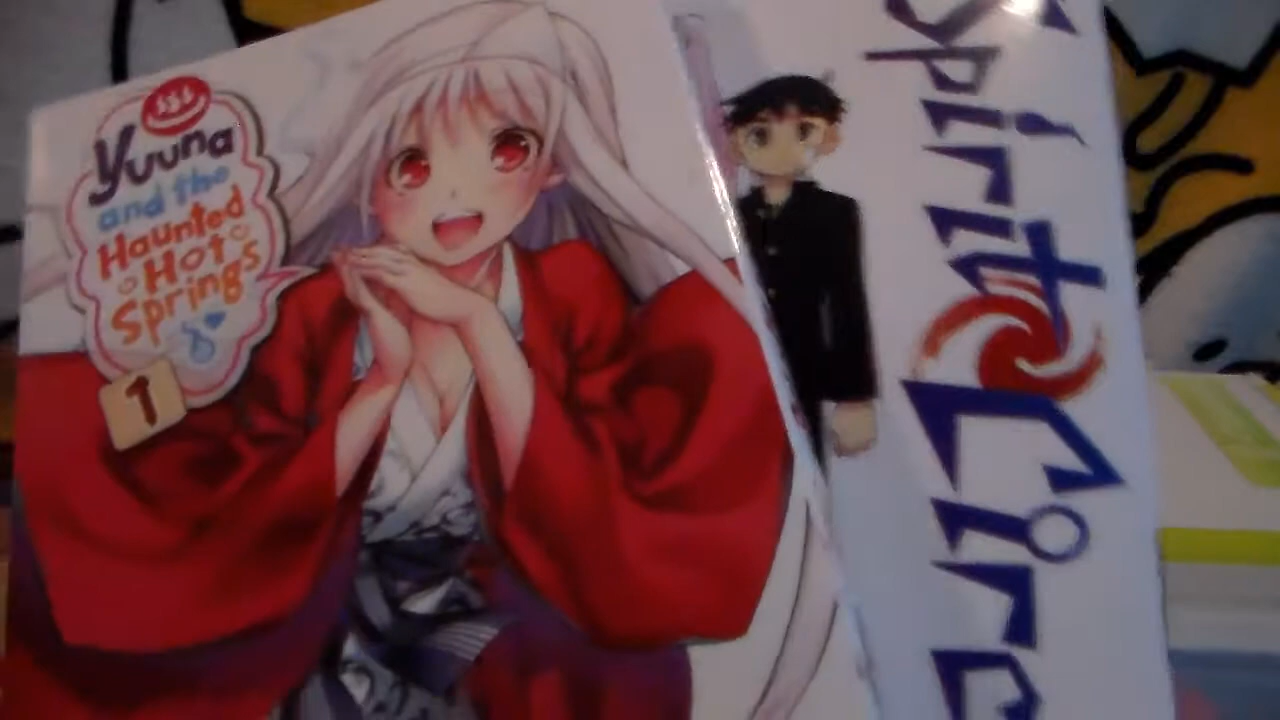 Yuuna
and the
Haunted
Hot
Springs
1
Spirit
Circle